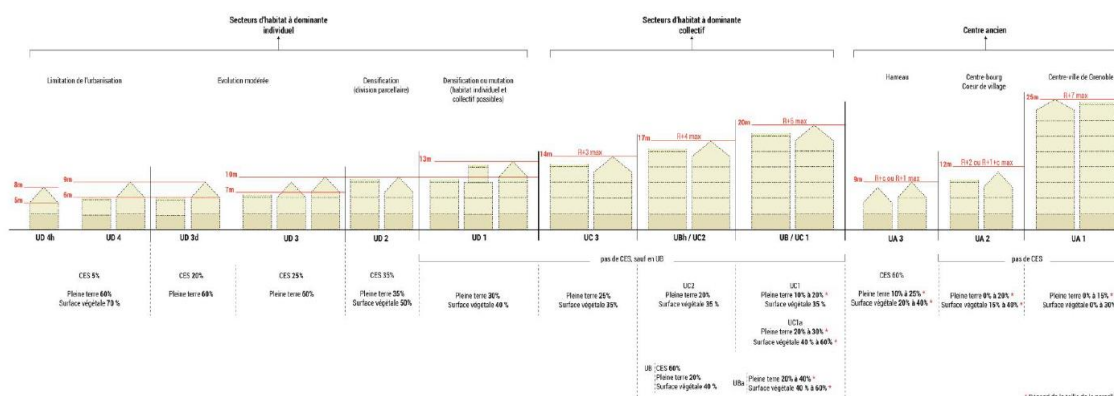 Secteurs d'habitat à dominante
individuel
Secteurs d'habitat à dominante
collectif
Centre ancien
Limitation de l'urbanisation
Evolution modérée
Densification
(division parcellaire)
Densification ou mutation
(habitat individuel et
collectif possibles)
Hameau
Centre-bourg
Coeur de village
Centre-ville de Grenoble
8m
5m
9m
6m
10m
7m
13m
14m
R+3 max
17m
R+4 max
20m
R+5 max
9m
R+c ou R+1 max
12m
R+2 ou R+1+c max
R+7 max
UD 4h
UD 4
UD 3d
UD 3
UD 2
UD 1
UC 3
UBh / UC2
UB / UC 1
UA 3
UA 2
UA 1
pas de CES, sauf en UB
pas de CES
CES 5%
Pleine terre 60%
Surface végétale 70 %
CES 20%
Pleine terre 60%
CES 25%
Pleine terre 60%
CES 35%
Pleine terre 35%
Surface végétale 50%
Pleine terre 30%
Surface végétale 40 %
Pleine terre 25%
Surface végétale 35%
UC2
Pleine terre 20%
Surface végétale 35 %
UC1
Pleine terre 10% à 20% *
Surface végétale 35 %
UC1a
Pleine terre 20% à 30% *
Surface végétale 40 % à 60% *
UB
CES 60%
Pleine terre 20%
Surface végétale 40 %
UBa
Pleine terre 20% à 40% *
Surface végétale 40 % à 60% *
CES 60%
Pleine terre 10% à 25% *
Surface végétale 20% à 40% *
Pleine terre 0% à 20% *
Surface végétale 15% à 40% *
Pleine terre 0% à 15% *
Surface végétale 0% à 30%